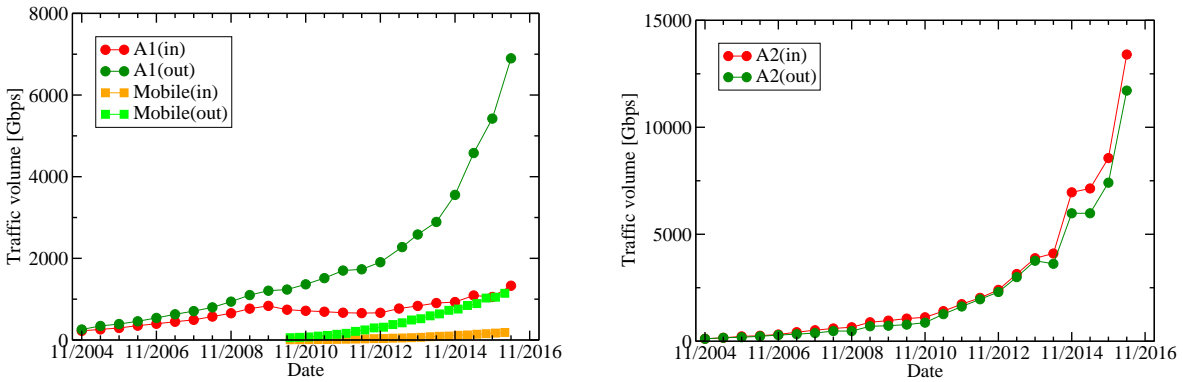 8000
6000
4000
2000
0
Traffic volume [Gbps]
A1(in)
A1(out)
Mobile(in)
Mobile(out)
11/2004 11/2006 11/2008 11/2010 11/2012 11/2014 11/2016
Date
15000
10000
5000
0
Traffic volume [Gbps]
A2(in)
A2(out)
11/2004 11/2006 11/2008 11/2010 11/2012 11/2014 11/2016
Date